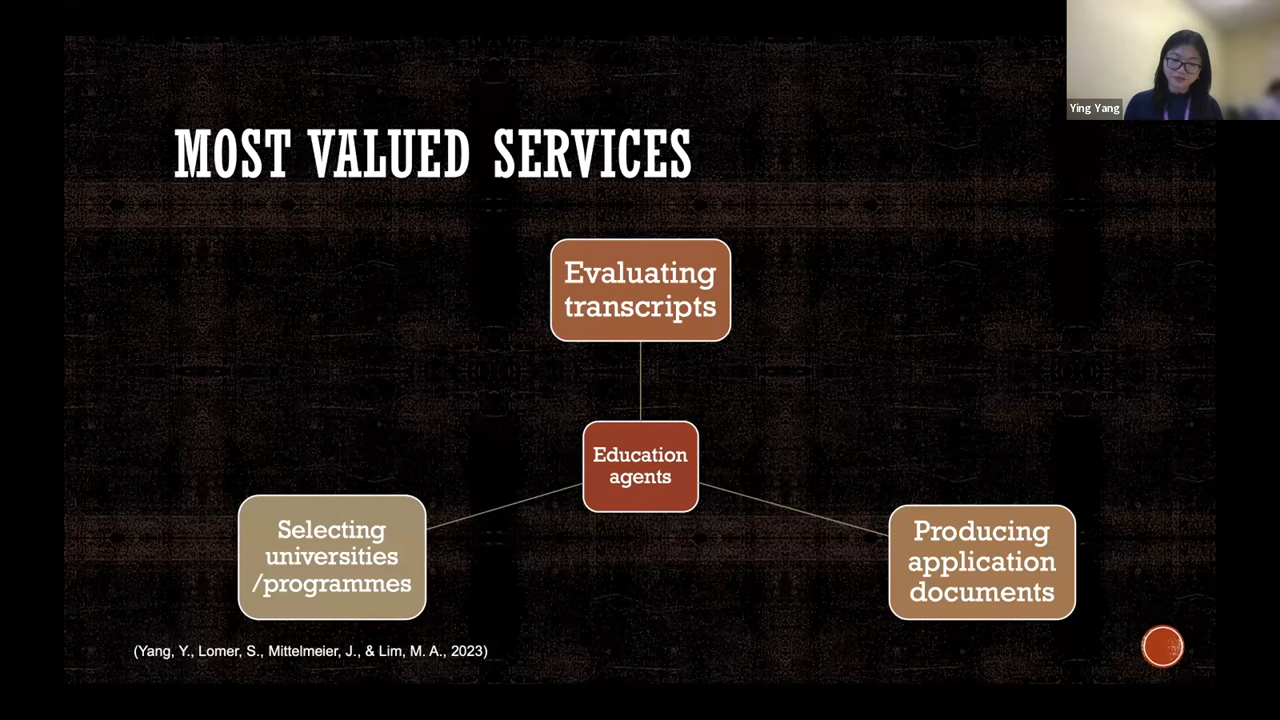 Ying Yang
MOST VALUED SERVICES
Evaluating
transcripts
Education
agents
Selecting
universities
/programmes
Producing
application
documents
(Yang, Y., Lomer, S., Mittelmeier, J., & Lim, M. A., 2023)